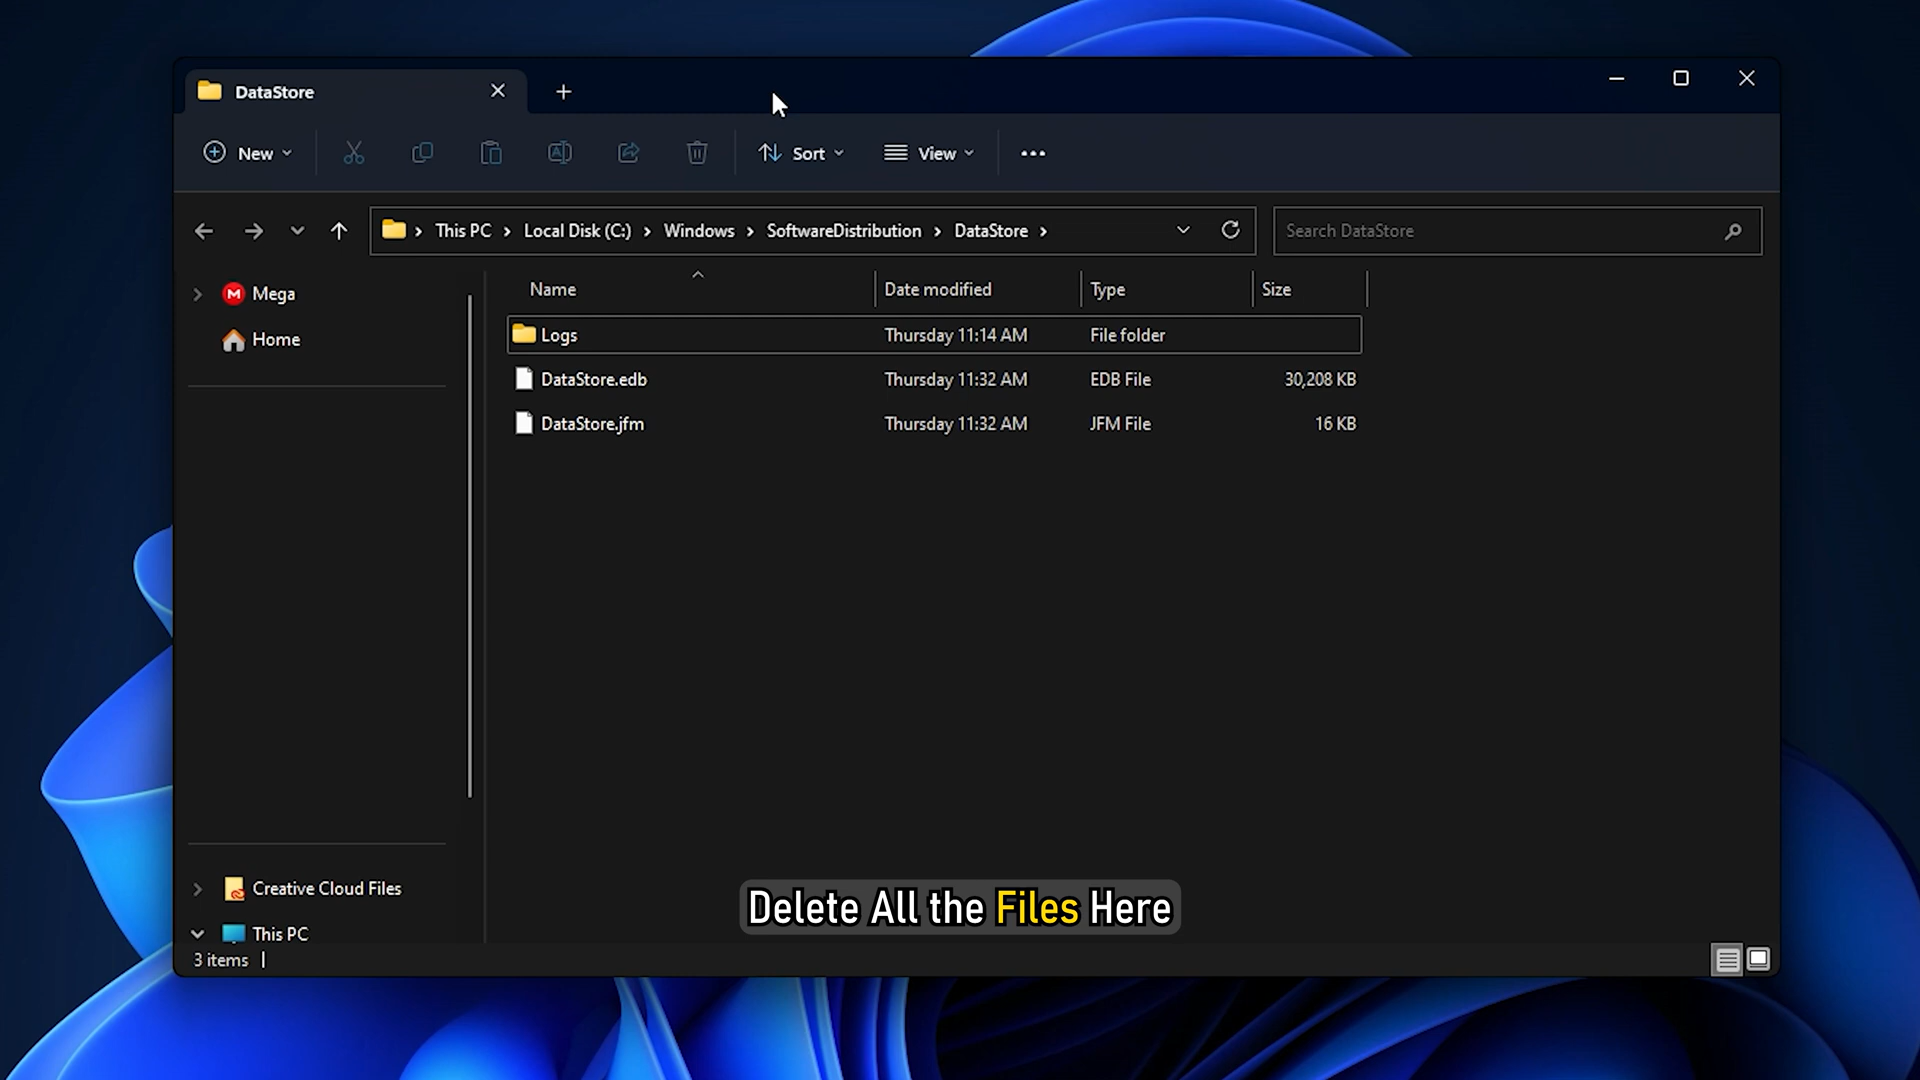 DataStore
New Sort View
This PC Local Disk (C:) Windows SoftwareDistribution DataStore Search DataStore
Mega
Home
Name Date modified Type Size
Logs Thursday 11:14 AM File folder
DataStore.edb Thursday 11:32 AM EDB File 30,208 KB
DataStore.jfm Thursday 11:32 AM JFM File 16 KB
Creative Cloud Files
This PC
Delete All the Files Here
3 items